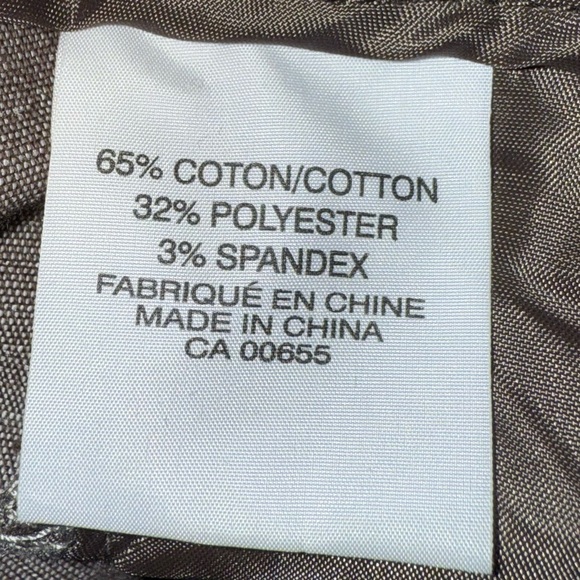 65% COTON/COTTON
32% POLYESTER
3% SPANDEX
FABRIQUÉ EN CHINE
MADE IN CHINA
CA 00655